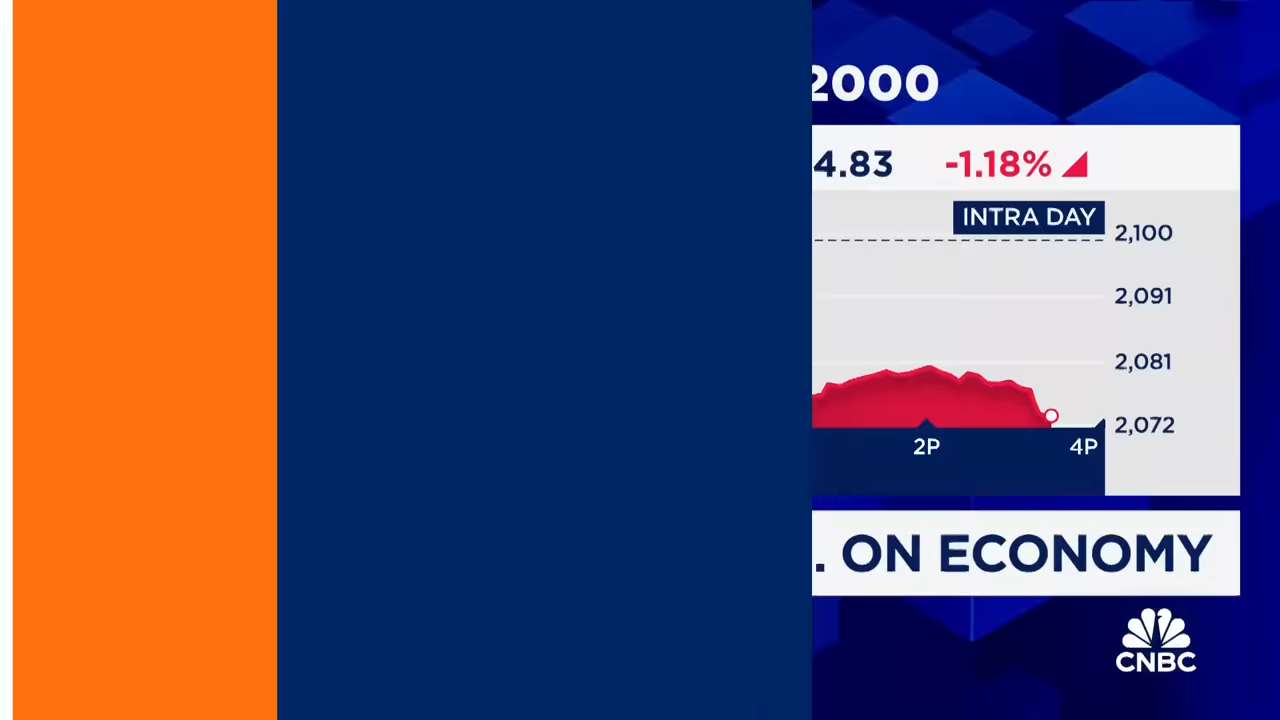 2000
4.83 -1.18%
INTRA DAY
2,100
2,091
2,081
2,072
2P 4P
. ON ECONOMY
CNBC